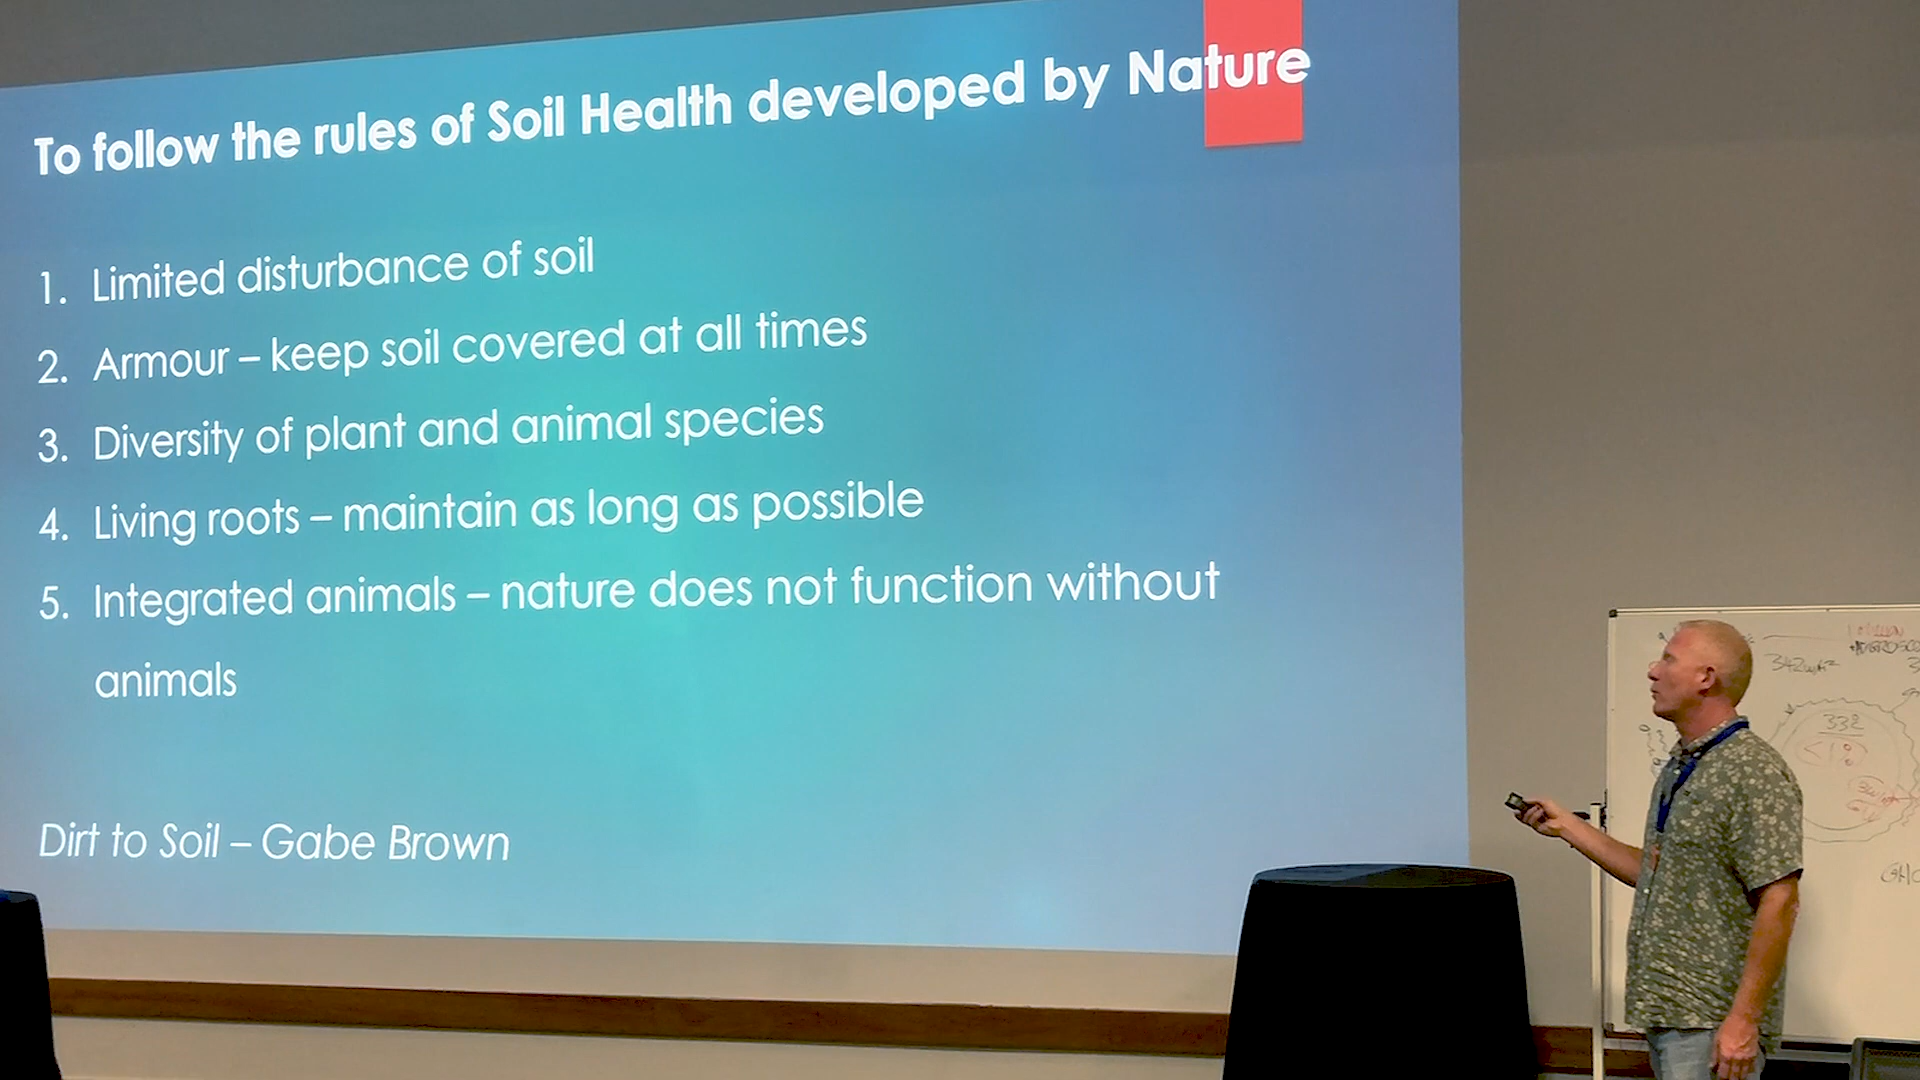 To follow the rules of Soil Health developed by Nature
1. Limited disturbance of soil
2. Armour – keep soil covered at all times
3. Diversity of plant and animal species
4. Living roots – maintain as long as possible
5. Integrated animals – nature does not function without
animals
Dirt to Soil – Gabe Brown
332